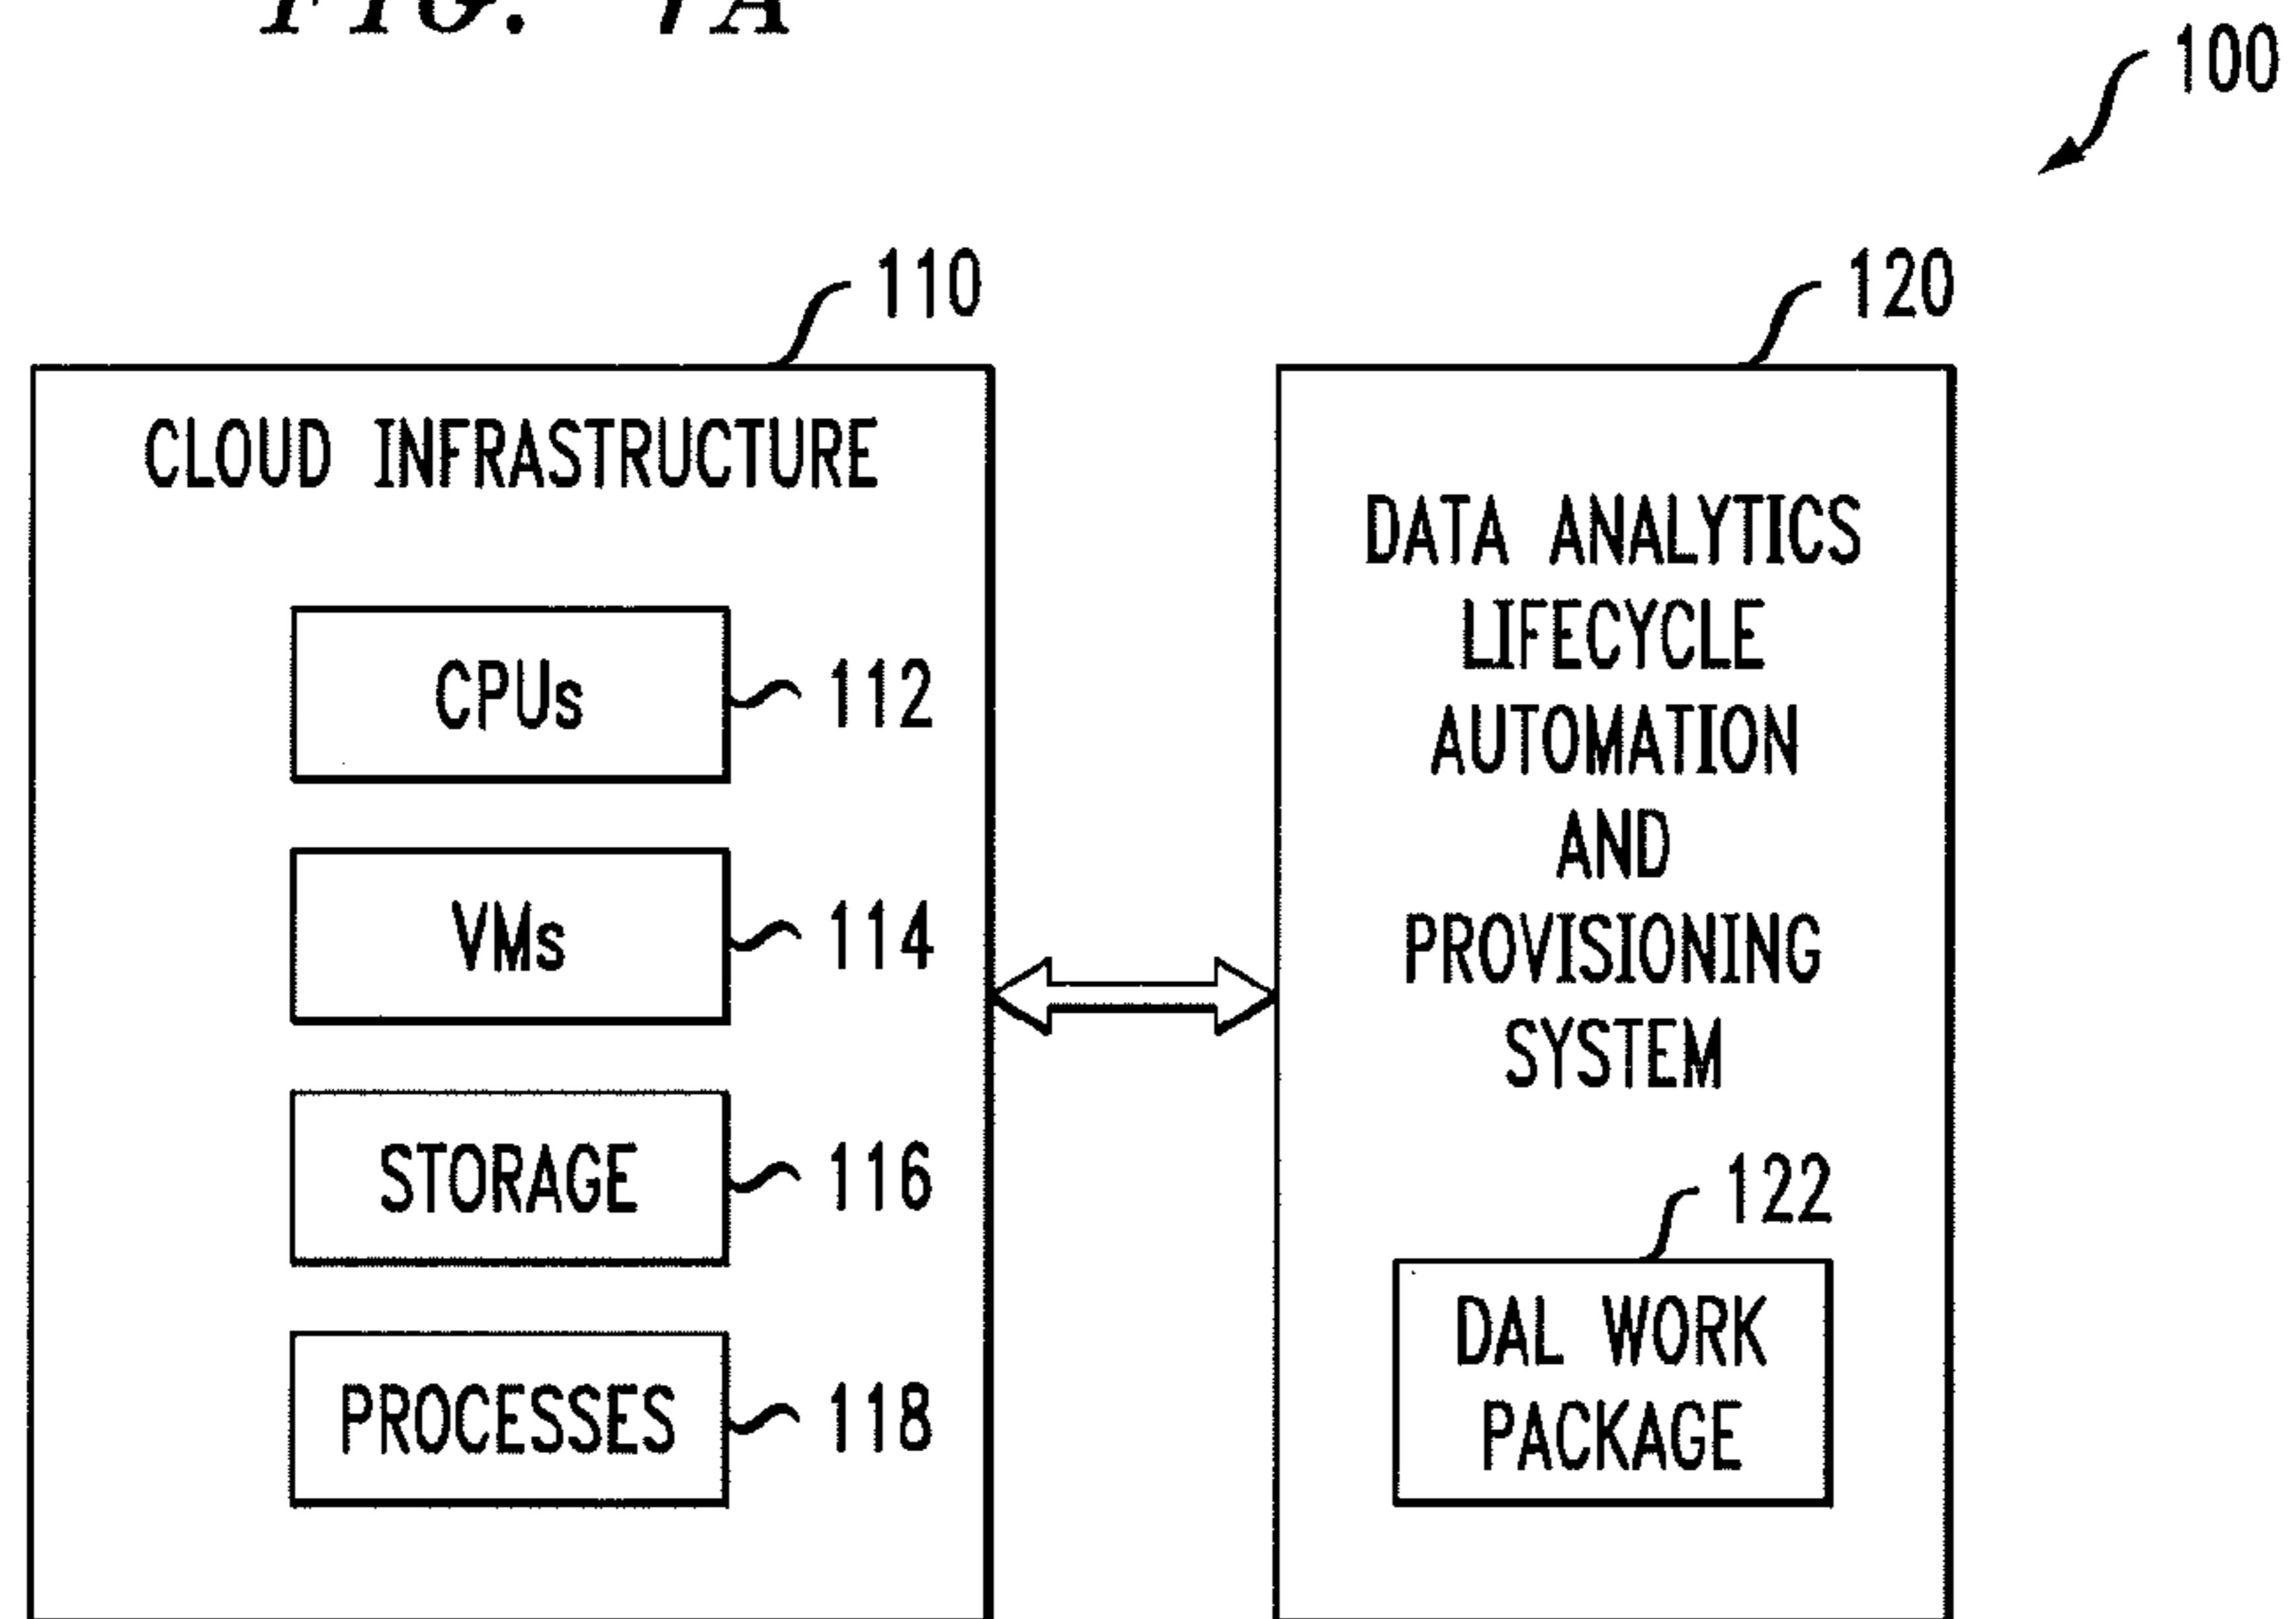 FIG. 1A
100
110
120
CLOUD INFRASTRUCTURE
CPUs
112
VMs
114
STORAGE
116
PROCESSES
118
DATA ANALYTICS
LIFECYCLE
AUTOMATION
AND
PROVISIONING
SYSTEM
122
DAL WORK
PACKAGE